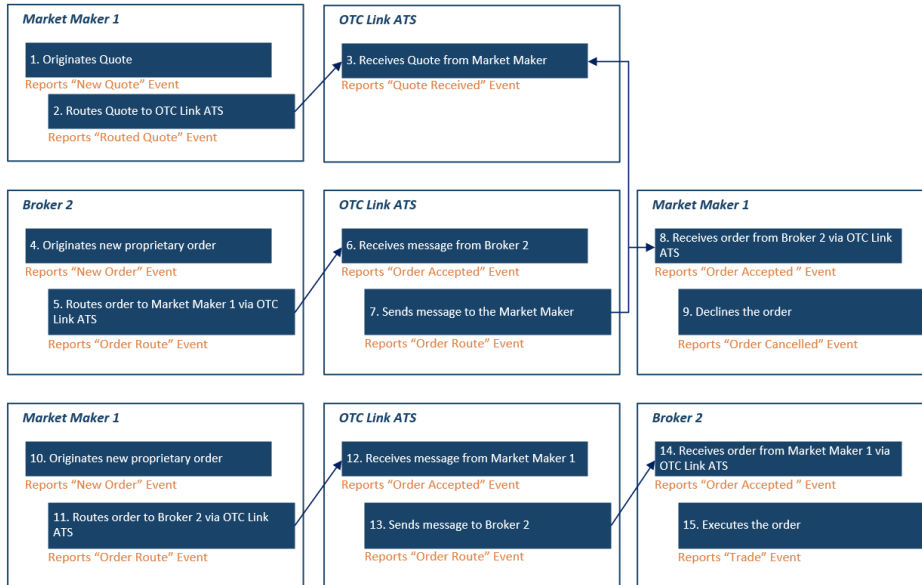 Market Maker 1
1. Originates Quote
Reports “New Quote” Event
2. Routes Quote to OTC Link ATS
Reports “Routed Quote” Event
OTC Link ATS
3. Receives Quote from Market Maker
Reports “Quote Received” Event
Broker 2
4. Originates new proprietary order
Reports “New Order” Event
5. Routes order to Market Maker 1 via OTC
Link ATS
Reports “Order Route” Event
OTC Link ATS
6. Receives message from Broker 2
Reports “Order Accepted” Event
7. Sends message to the Market Maker
Reports “Order Route” Event
Market Maker 1
8. Receives order from Broker 2 via OTC Link
ATS
Reports “Order Accepted ” Event
9. Declines the order
Reports “Order Cancelled” Event
Market Maker 1
10. Originates new proprietary order
Reports “New Order” Event
11. Routes order to Broker 2 via OTC Link
ATS
Reports “Order Route” Event
OTC Link ATS
12. Receives message from Market Maker 1
Reports “Order Accepted” Event
13. Sends message to Broker 2
Reports “Order Route” Event
Broker 2
14. Receives order from Market Maker 1 via
OTC Link ATS
Reports “Order Accepted ” Event
15. Executes the order
Reports “Trade” Event